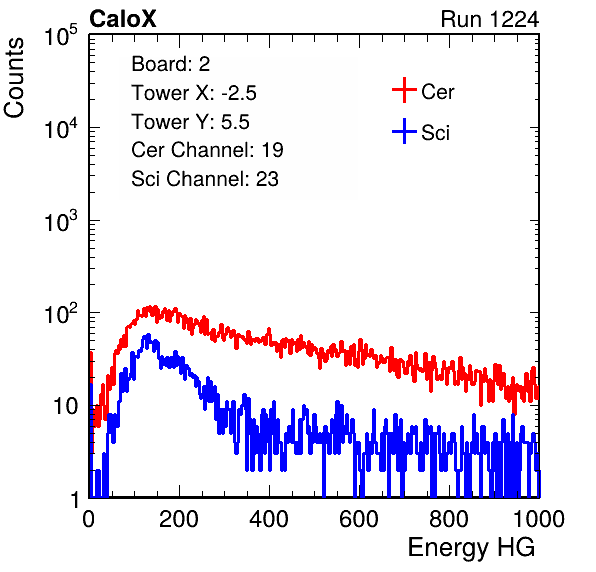 CaloX Run 1224
Counts
10^5
10^4
10^3
10^2
10
1
Board: 2
Tower X: -2.5
Tower Y: 5.5
Cer Channel: 19
Sci Channel: 23
Cer
Sci
0 200 400 600 800 1000
Energy HG